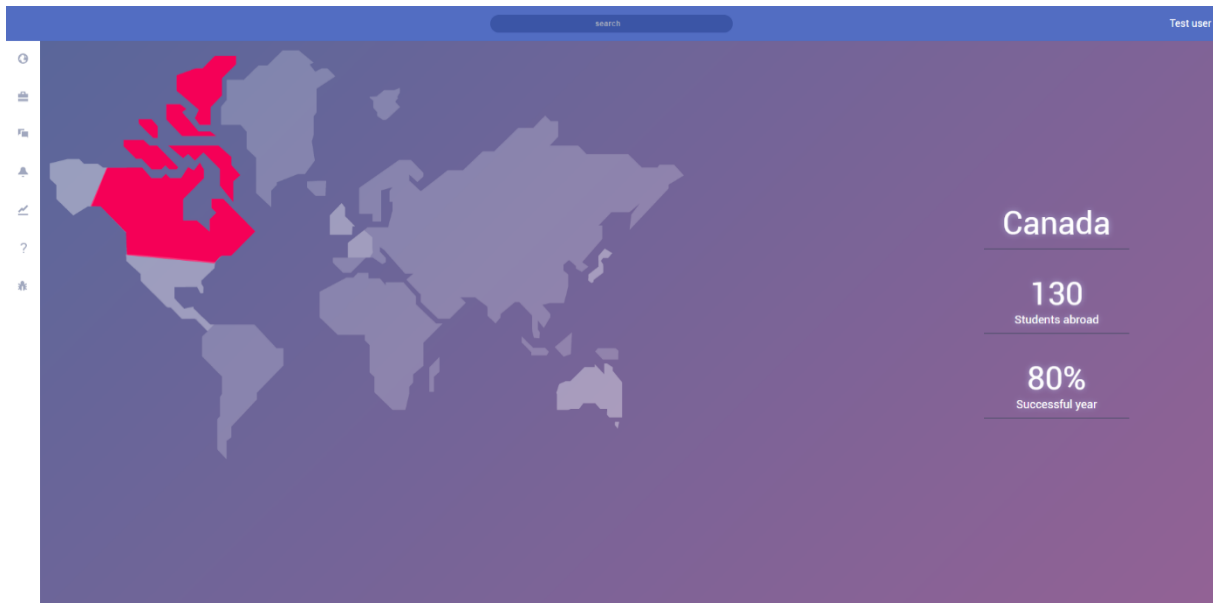 search
Test user
?
Canada
130
Students abroad
80%
Successful year